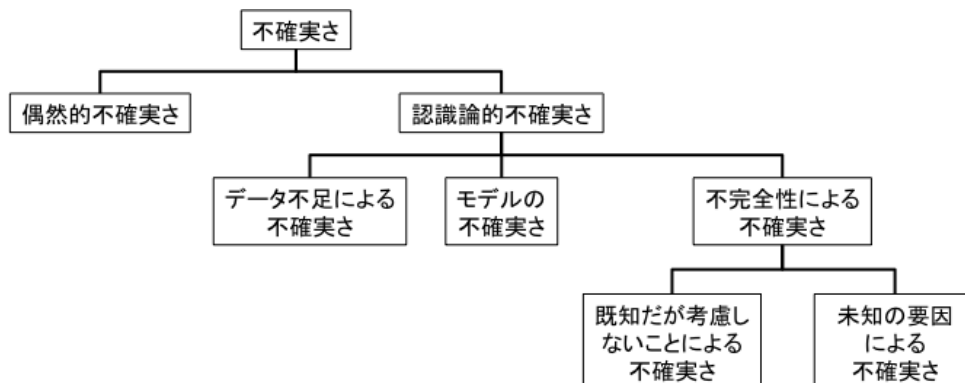 不確実さ
偶然的不確実さ
認識論的不確実さ
データ不足による
不確実さ
モデルの
不確実さ
不完全性による
不確実さ
既知だが考慮し
ないことによる
不確実さ
未知の要因
による
不確実さ